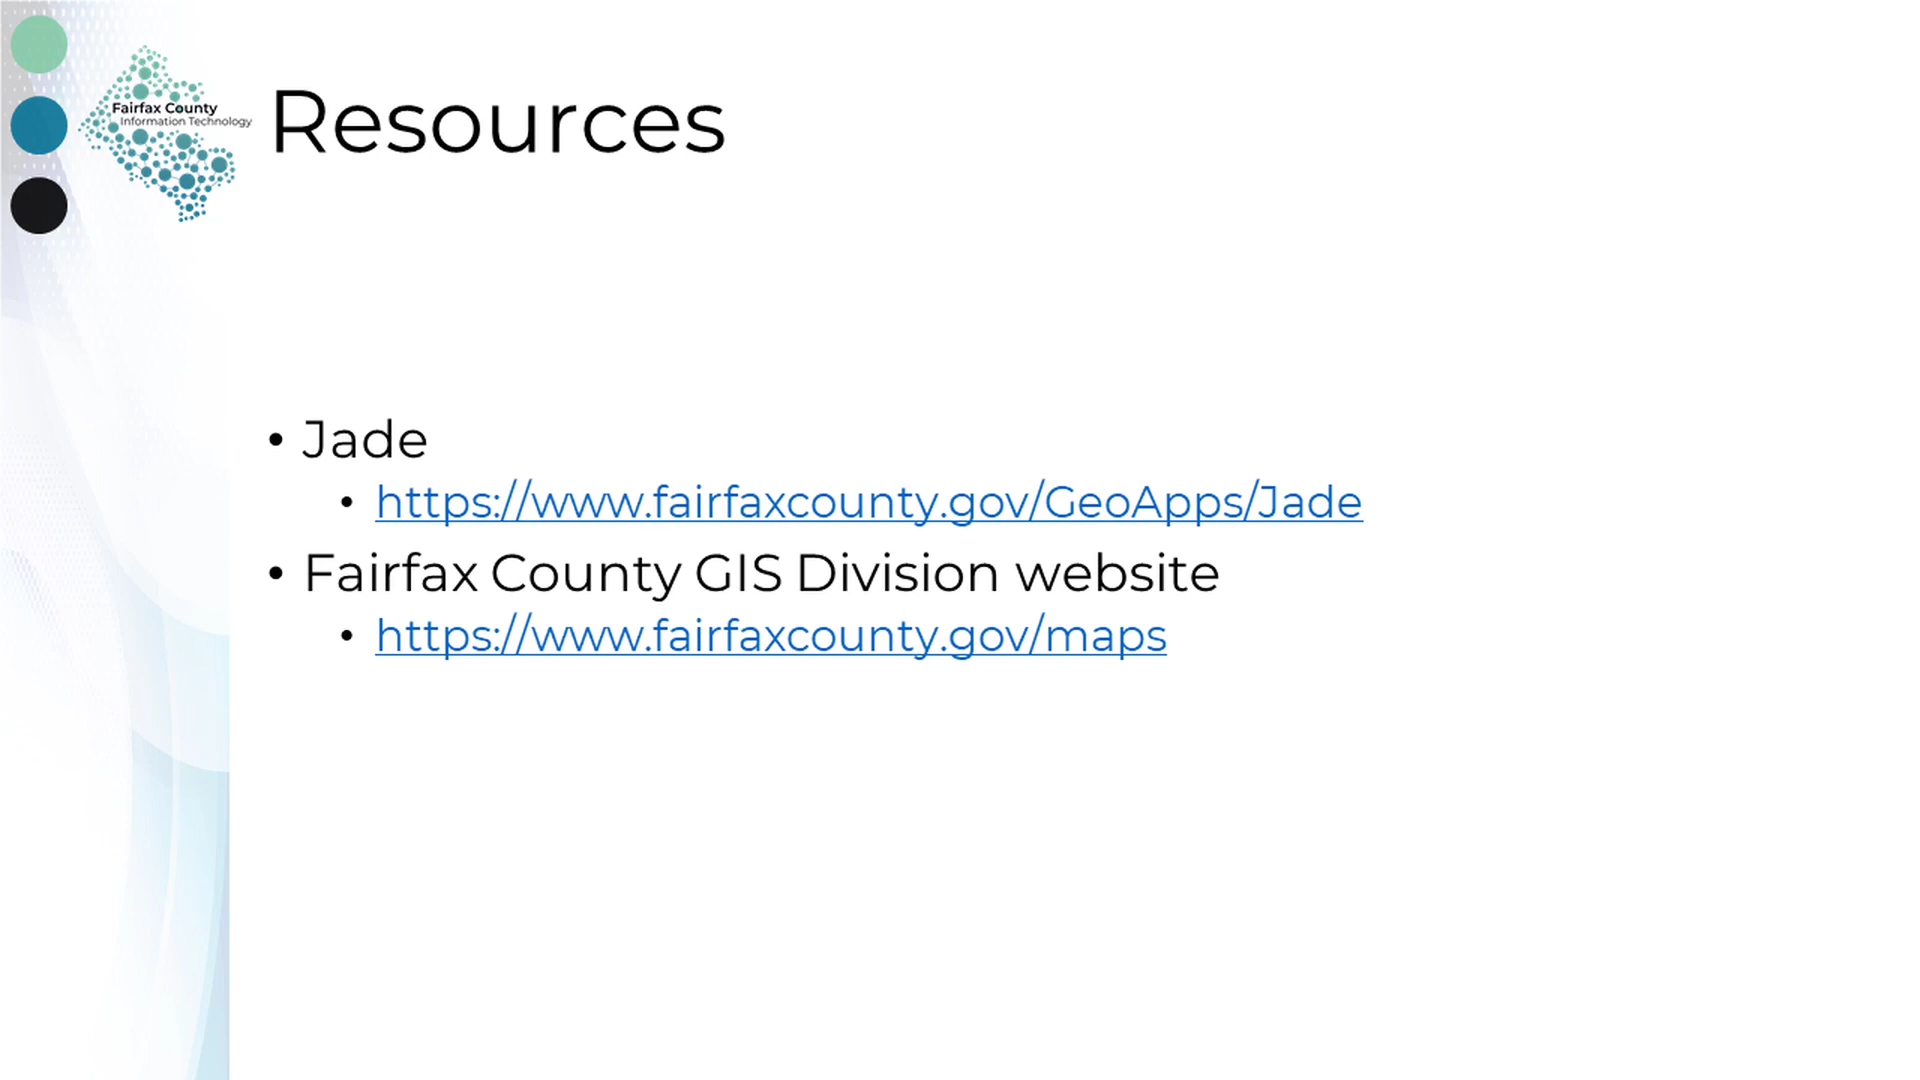 Fairfax County
Information Technology
Resources
• Jade
• https://www.fairfaxcounty.gov/GeoApps/Jade
• Fairfax County GIS Division website
• https://www.fairfaxcounty.gov/maps